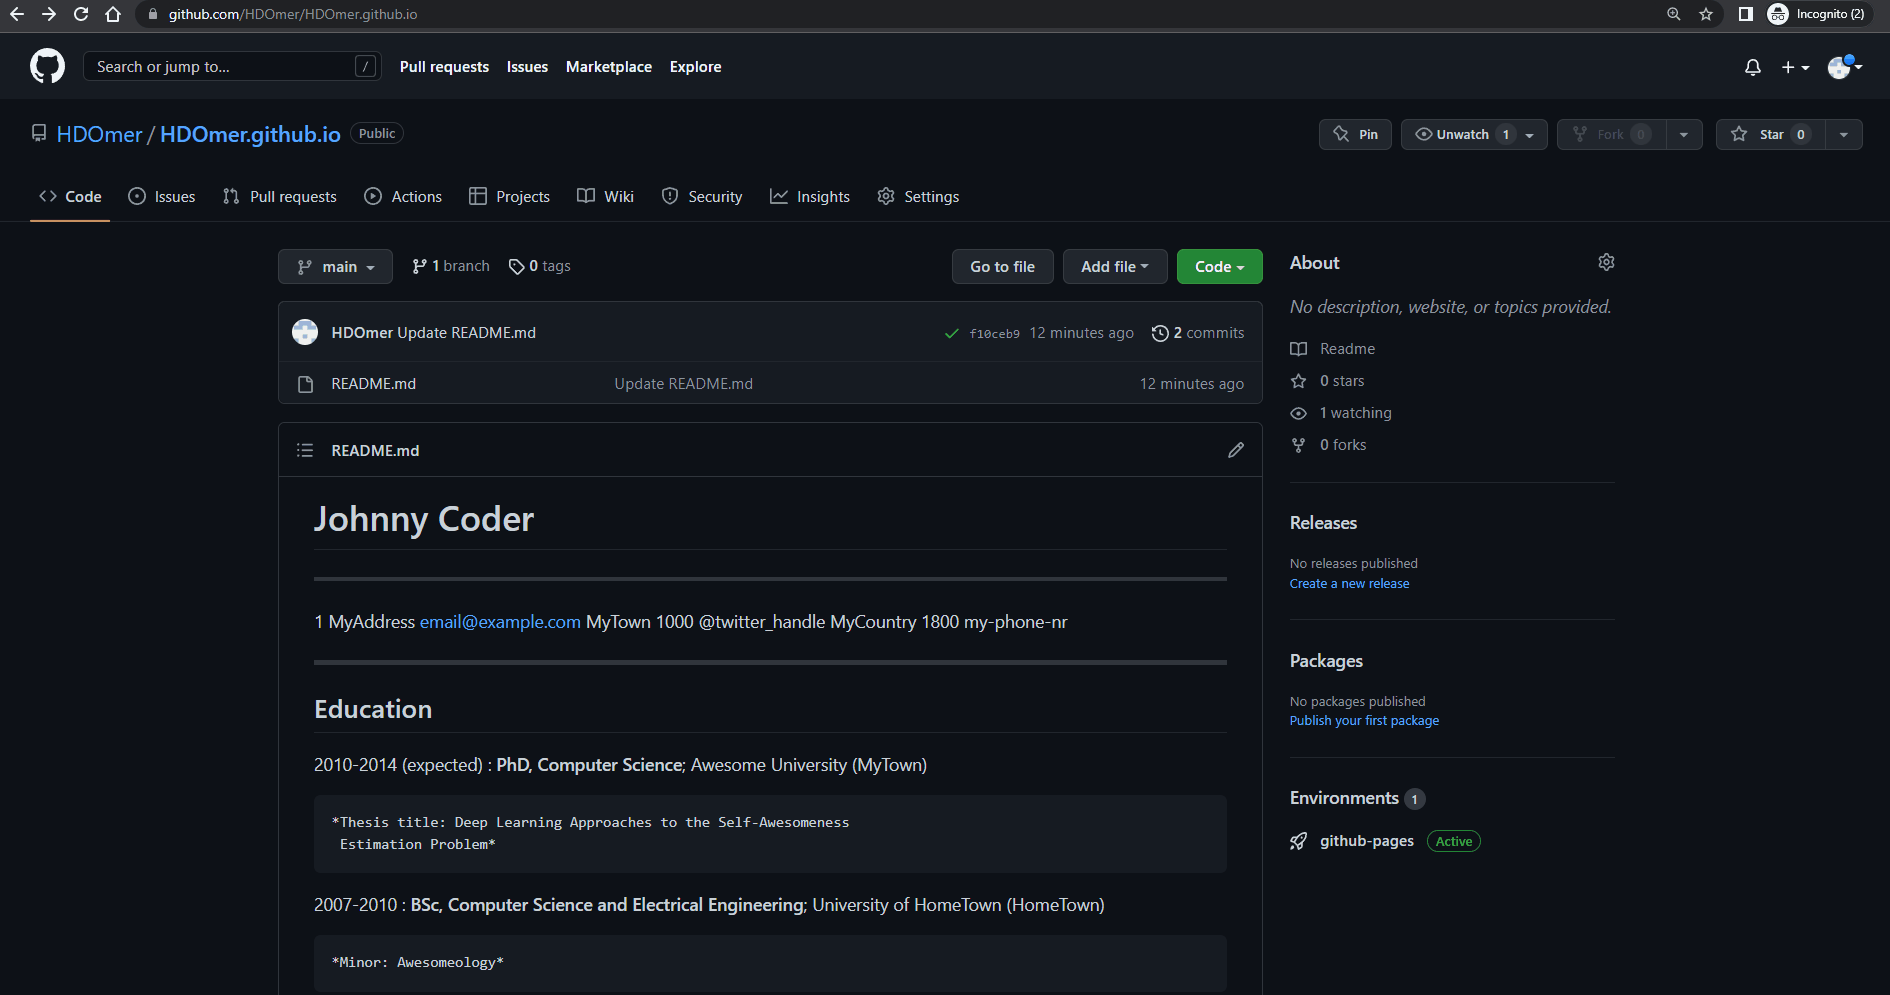 github.com/HDOmer/HDOmer.github.io
Incognito (2)
Search or jump to...
/
Pull requests
Issues
Marketplace
Explore
HDOmer / HDOmer.github.io
Public
Pin
Unwatch 1
Fork 0
Star 0
Code
Issues
Pull requests
Actions
Projects
Wiki
Security
Insights
Settings
main
1 branch
0 tags
Go to file
Add file
Code
HDOmer Update README.md
f10ceb9 12 minutes ago
2 commits
README.md
Update README.md
12 minutes ago
README.md
Johnny Coder
1 MyAddress email@example.com MyTown 1000 @twitter_handle MyCountry 1800 my-phone-nr
Education
2010-2014 (expected) : PhD, Computer Science; Awesome University (MyTown)
*Thesis title: Deep Learning Approaches to the Self-Awesomeness
Estimation Problem*
2007-2010 : BSc, Computer Science and Electrical Engineering; University of HomeTown (HomeTown)
*Minor: Awesomeology*
About
No description, website, or topics provided.
Readme
0 stars
1 watching
0 forks
Releases
No releases published
Create a new release
Packages
No packages published
Publish your first package
Environments 1
github-pages Active